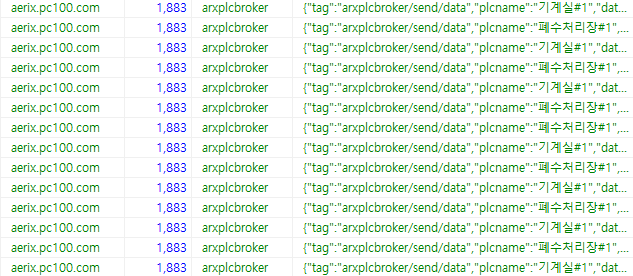 aerix.pc100.com 1,883 arxplcbroker {"tag":"arxplcbroker/send/data","plcname":"기계실#1","dat...
aerix.pc100.com 1,883 arxplcbroker {"tag":"arxplcbroker/send/data","plcname":"폐수처리장#1",...
aerix.pc100.com 1,883 arxplcbroker {"tag":"arxplcbroker/send/data","plcname":"기계실#1","dat...
aerix.pc100.com 1,883 arxplcbroker {"tag":"arxplcbroker/send/data","plcname":"폐수처리장#1",...
aerix.pc100.com 1,883 arxplcbroker {"tag":"arxplcbroker/send/data","plcname":"기계실#1","dat...
aerix.pc100.com 1,883 arxplcbroker {"tag":"arxplcbroker/send/data","plcname":"폐수처리장#1",...
aerix.pc100.com 1,883 arxplcbroker {"tag":"arxplcbroker/send/data","plcname":"기계실#1","dat...
aerix.pc100.com 1,883 arxplcbroker {"tag":"arxplcbroker/send/data","plcname":"폐수처리장#1",...
aerix.pc100.com 1,883 arxplcbroker {"tag":"arxplcbroker/send/data","plcname":"폐수처리장#1",...
aerix.pc100.com 1,883 arxplcbroker {"tag":"arxplcbroker/send/data","plcname":"기계실#1","dat...
aerix.pc100.com 1,883 arxplcbroker {"tag":"arxplcbroker/send/data","plcname":"폐수처리장#1",...
aerix.pc100.com 1,883 arxplcbroker {"tag":"arxplcbroker/send/data","plcname":"기계실#1","dat...
aerix.pc100.com 1,883 arxplcbroker {"tag":"arxplcbroker/send/data","plcname":"폐수처리장#1",...
aerix.pc100.com 1,883 arxplcbroker {"tag":"arxplcbroker/send/data","plcname":"기계실#1","dat...